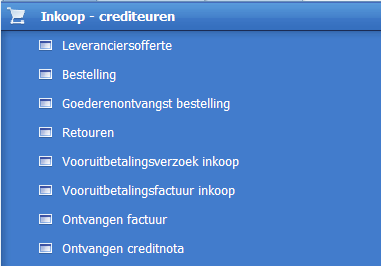 Inkoop - crediteuren
Leveranciersofferte
Bestelling
Goederenontvangst bestelling
Retouren
Vooruitbetalingsverzoek inkoop
Vooruitbetalingsfactuur inkoop
Ontvangen factuur
Ontvangen creditnota